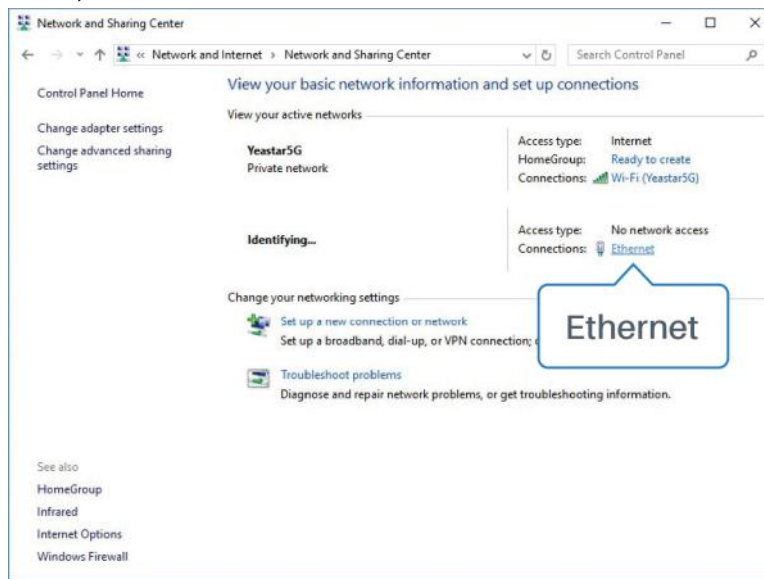 Network and Sharing Center
« Network and Internet › Network and Sharing Center
Search Control Panel
Control Panel Home
Change adapter settings
Change advanced sharing
settings
View your basic network information and set up connections
View your active networks
Yeastar5G
Private network
Access type: Internet
HomeGroup: Ready to create
Connections: Wi-Fi (Yeastar5G)
Identifying...
Access type: No network access
Connections: Ethernet
Ethernet
Change your networking settings
Set up a new connection or network
Set up a broadband, dial-up, or VPN connection;
Troubleshoot problems
Diagnose and repair network problems, or get troubleshooting information.
See also
HomeGroup
Infrared
Internet Options
Windows Firewall